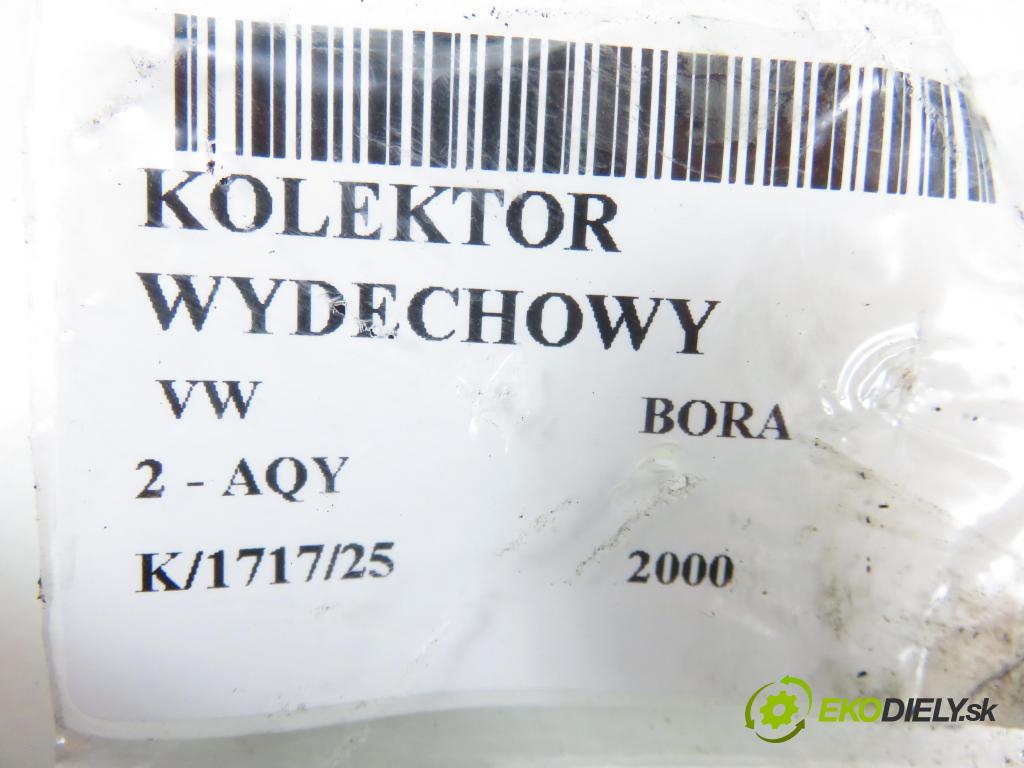 KOLEKTOR
WYDECHOWY
VW BORA
2 - AQY
K/1717/25 2000
EKODIELY.sk